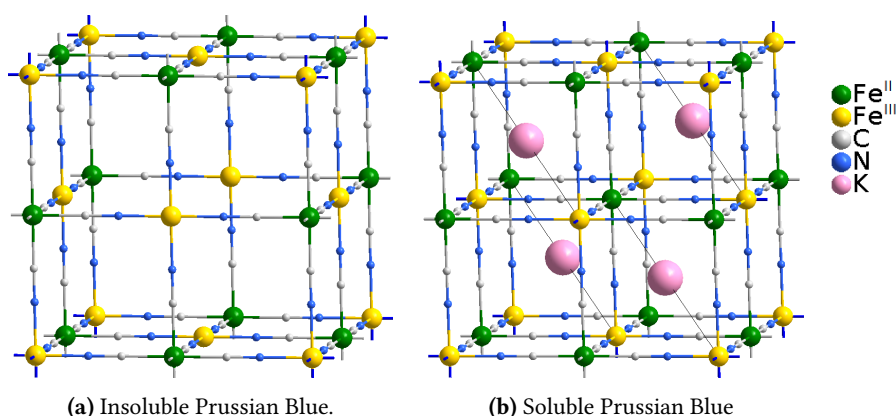 Fe^II
Fe^III
C
N
K
(a) Insoluble Prussian Blue.
(b) Soluble Prussian Blue